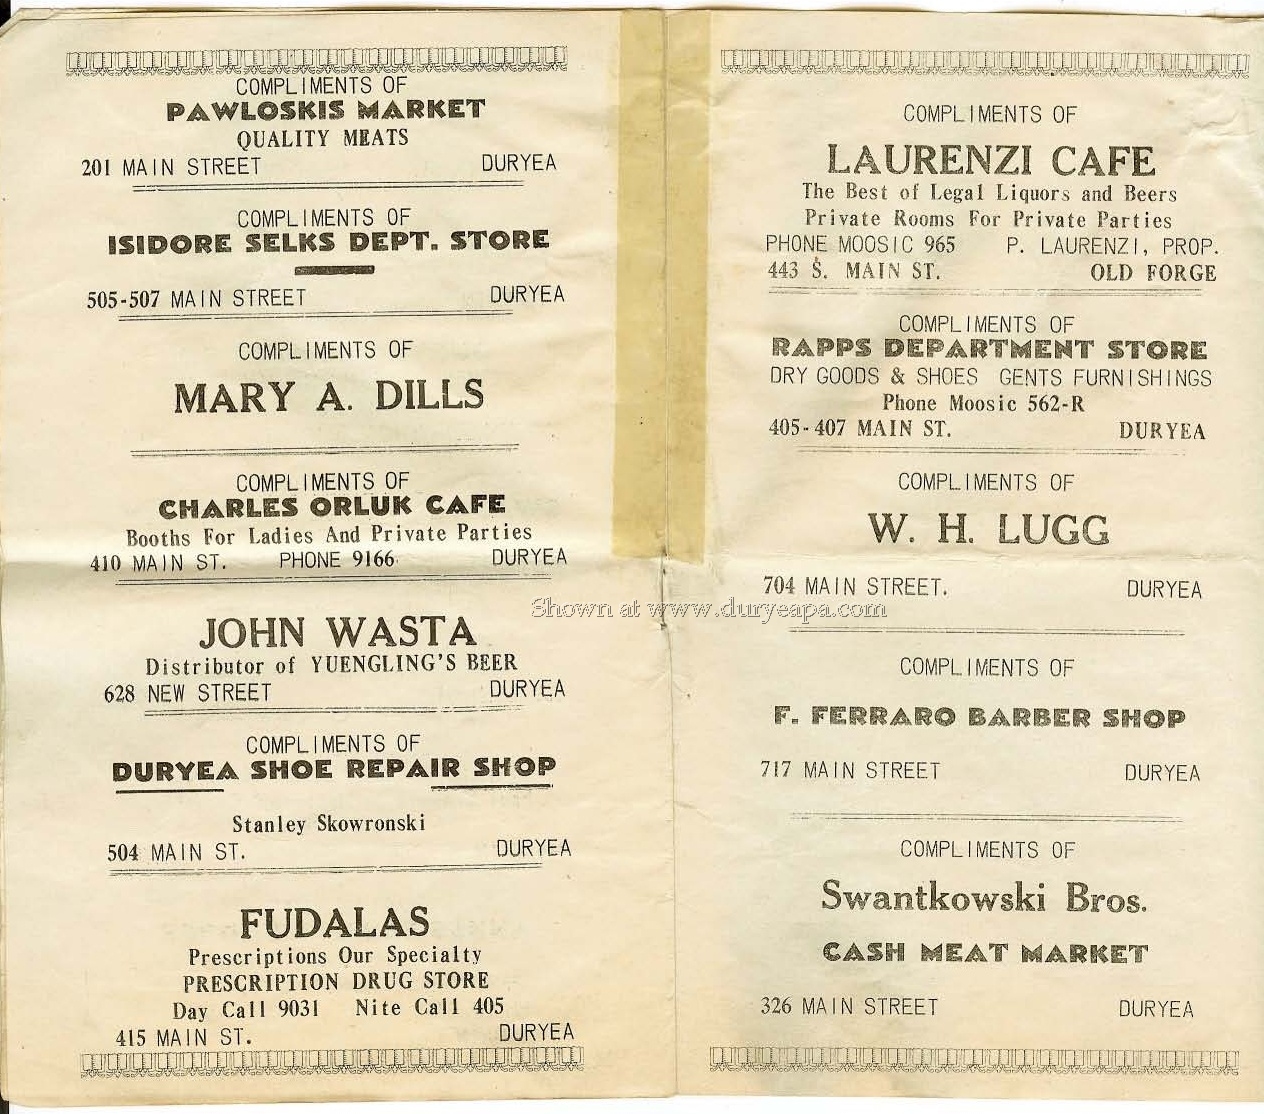 COMPLIMENTS OF
PAWLOSKIS MARKET
QUALITY MEATS
201 MAIN STREET DURYEA
COMPLIMENTS OF
ISIDORE SELKS DEPT. STORE
505-507 MAIN STREET DURYEA
COMPLIMENTS OF
MARY A. DILLS
COMPLIMENTS OF
CHARLES ORLUK CAFE
Booths For Ladies And Private Parties
410 MAIN ST. PHONE 9166 DURYEA
JOHN WASTA
Distributor of YUENGLING'S BEER
628 NEW STREET DURYEA
COMPLIMENTS OF
DURYEA SHOE REPAIR SHOP
Stanley Skowronski
504 MAIN ST. DURYEA
FUDALAS
Prescriptions Our Specialty
PRESCRIPTION DRUG STORE
Day Call 9031 Nite Call 405
415 MAIN ST. DURYEA
COMPLIMENTS OF
LAURENZI CAFE
The Best of Legal Liquors and Beers
Private Rooms For Private Parties
PHONE MOOSIC 965 P. LAURENZI, PROP.
443 S. MAIN ST. OLD FORGE
COMPLIMENTS OF
RAPPS DEPARTMENT STORE
DRY GOODS & SHOES GENTS FURNISHINGS
Phone Moosic 562-R
405-407 MAIN ST. DURYEA
COMPLIMENTS OF
W. H. LUGG
704 MAIN STREET. DURYEA
COMPLIMENTS OF
F. FERRARO BARBER SHOP
717 MAIN STREET DURYEA
COMPLIMENTS OF
Swantkowski Bros.
CASH MEAT MARKET
326 MAIN STREET DURYEA
Shown at www.duryeapa.com